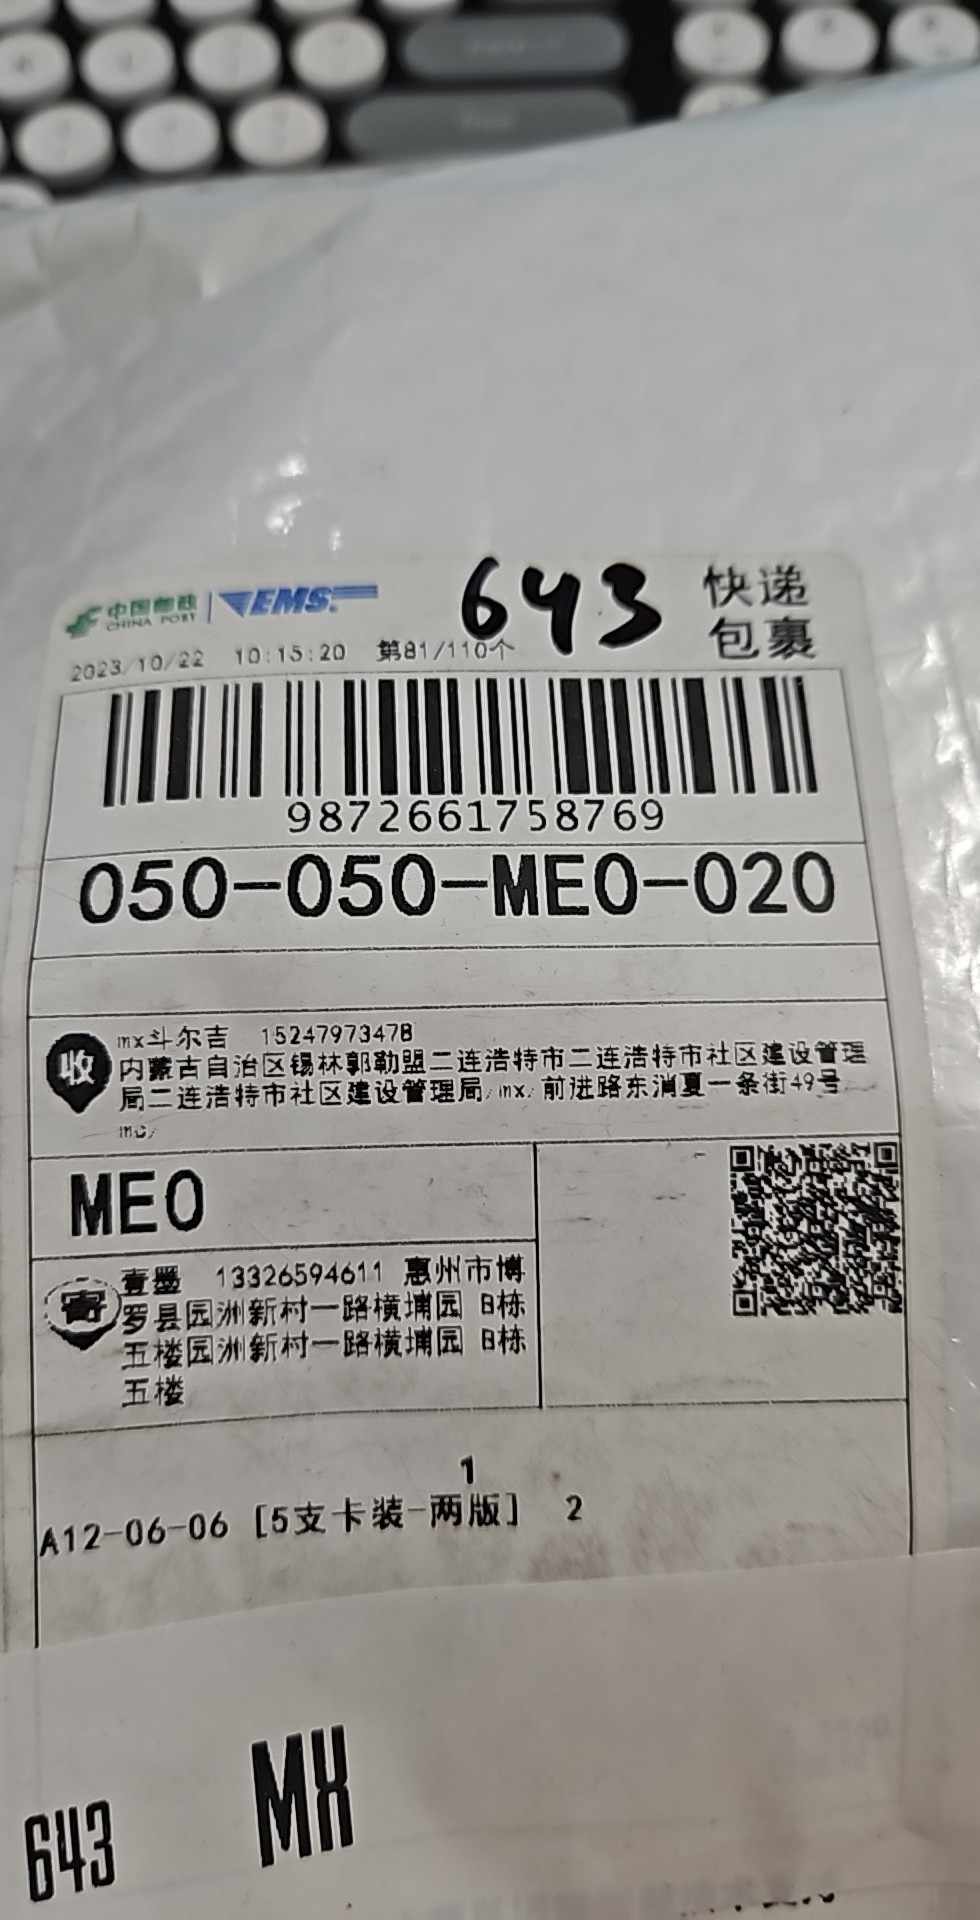 中国邮政 CHINA POST EMS 643 快递
包裹
2023/10/22 10:15:20 第81/110个
9872661758769
050-050-MEO-020
收 mx斗尔吉 15247973478
内蒙古自治区锡林郭勒盟二连浩特市二连浩特市社区建设管理
局二连浩特市社区建设管理局/mx/ 前进路东消夏一条街49号
MEO
寄 壹墨 13326594611 惠州市博
罗县园洲新村一路横埔园 B栋
五楼园洲新村一路横埔园 B栋
五楼
1
A12-06-06 [5支卡装-两版] 2
MX
643